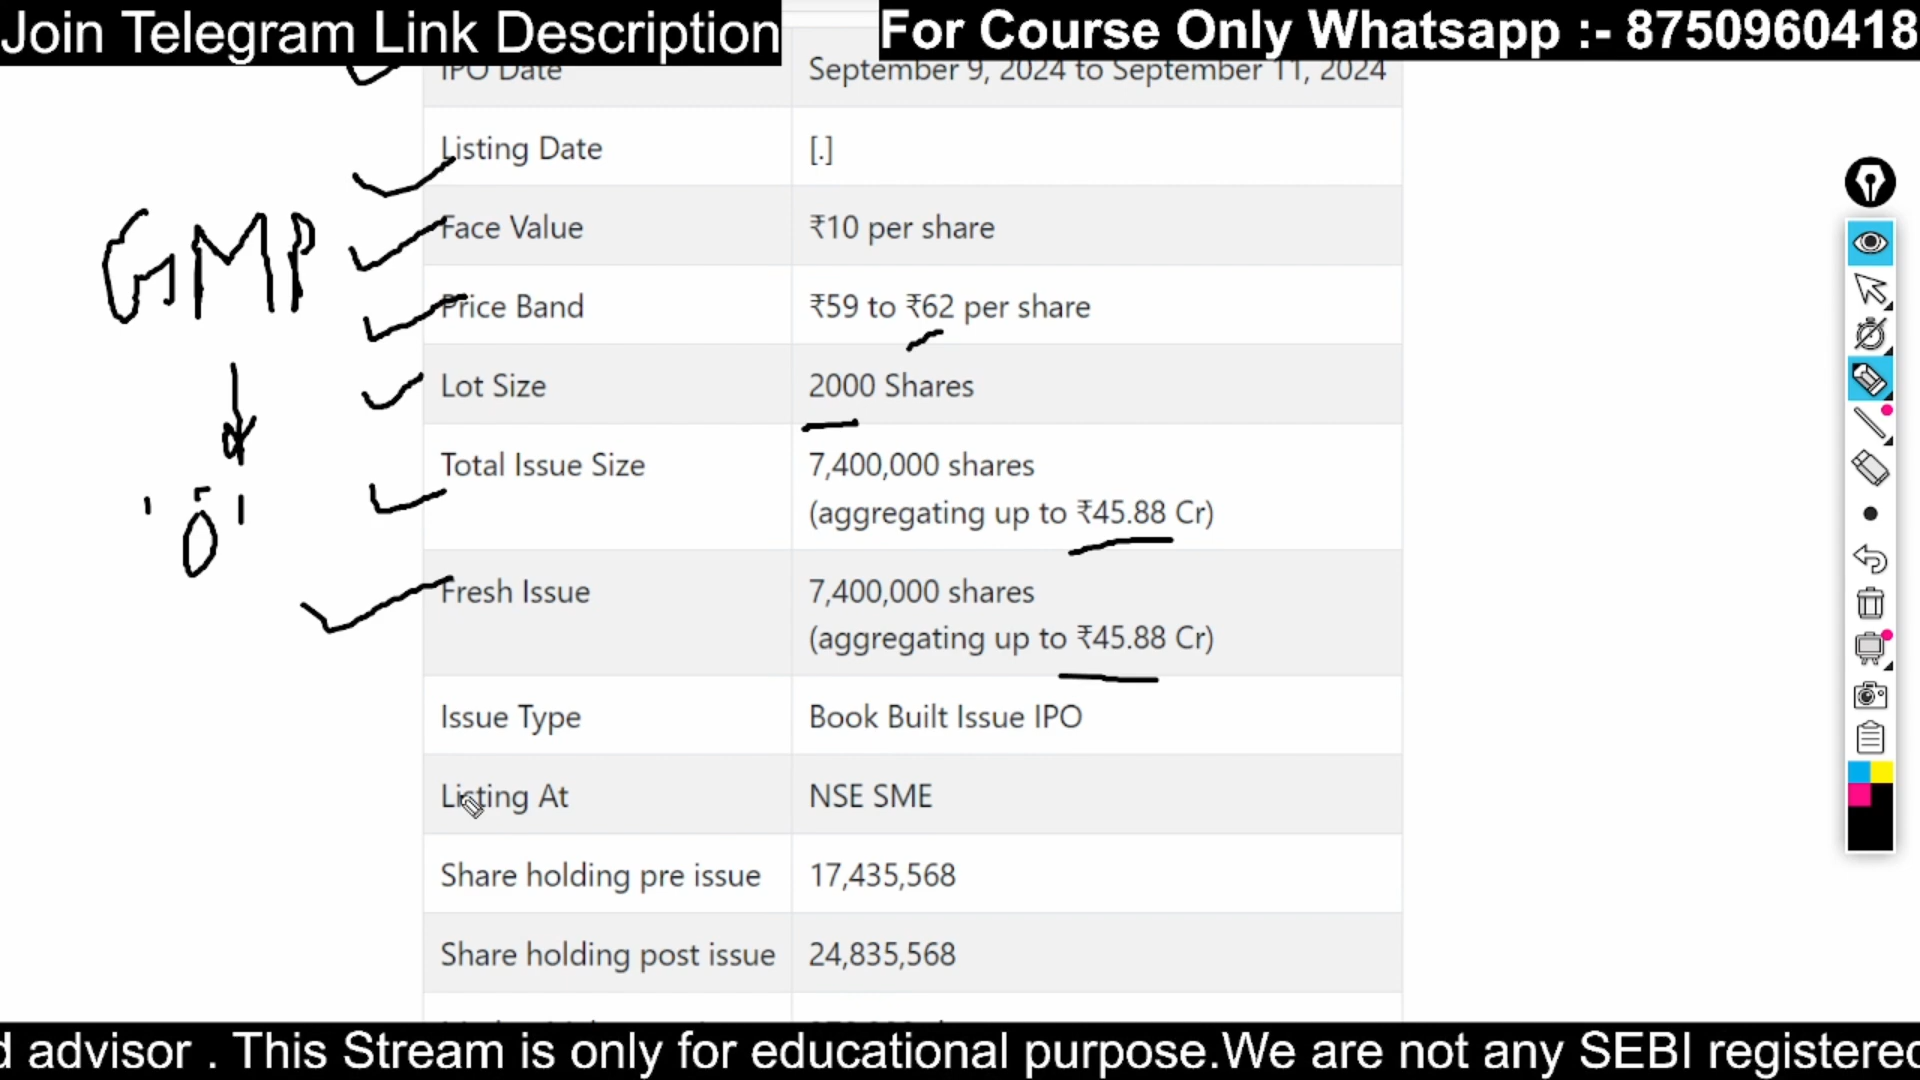 Join Telegram Link Description
For Course Only Whatsapp :- 8750960418
IPO Date September 9, 2024 to September 11, 2024
Listing Date [.]
Face Value ₹10 per share
GMP
Price Band ₹59 to ₹62 per share
Lot Size 2000 Shares
Total Issue Size 7,400,000 shares
(aggregating up to ₹45.88 Cr)
'0'
Fresh Issue 7,400,000 shares
(aggregating up to ₹45.88 Cr)
Issue Type Book Built Issue IPO
Listing At NSE SME
Share holding pre issue 17,435,568
Share holding post issue 24,835,568
d advisor . This Stream is only for educational purpose.We are not any SEBI registered